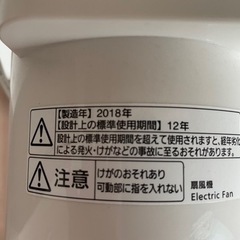 【製造年】2018年
【設計上の標準使用期間】12年
設計上の標準使用期間を超えて使用されますと、経年劣化
による発火・けがなどの事故に至るおそれがあります。
注意
けがのおそれあり
可動部に指を入れない
扇風機
Electric Fan